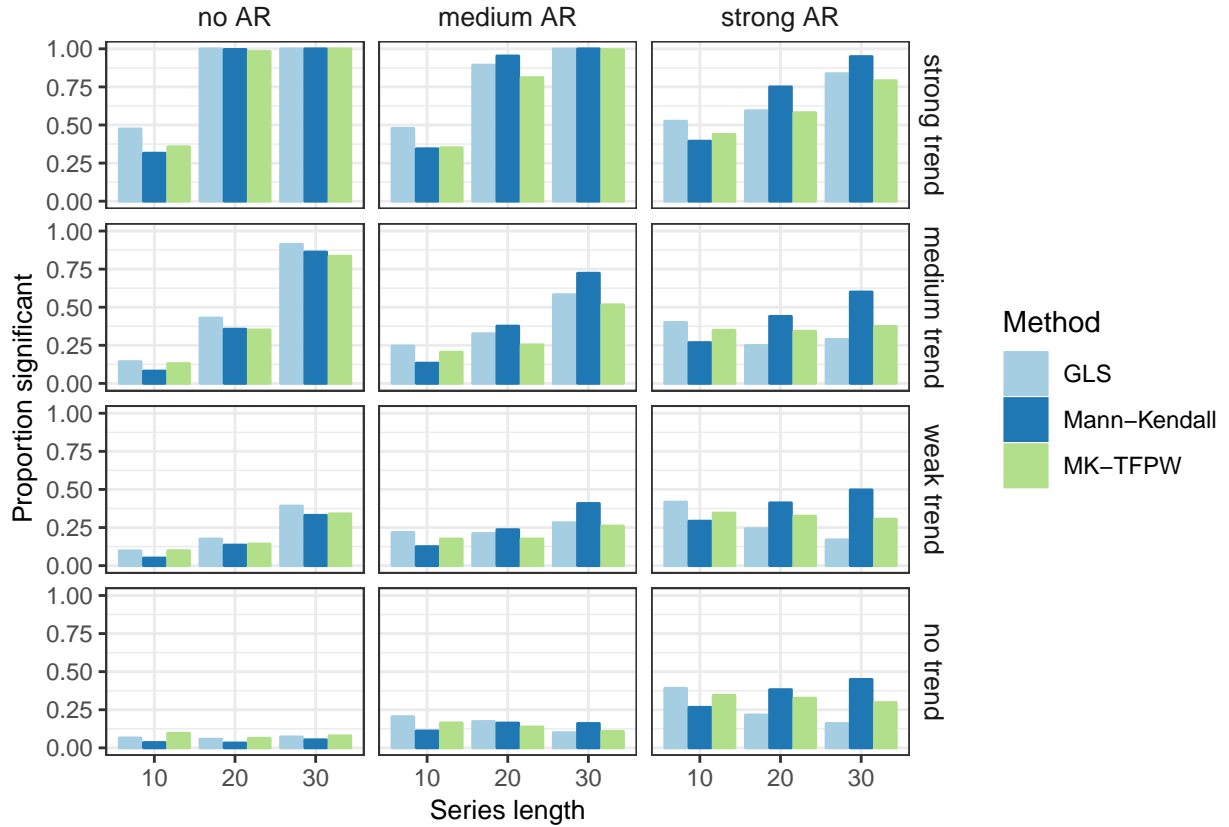 no AR
medium AR
strong AR
1.00
0.75
0.50
0.25
0.00
strong trend
1.00
0.75
0.50
0.25
0.00
medium trend
1.00
0.75
0.50
0.25
0.00
weak trend
1.00
0.75
0.50
0.25
0.00
no trend
10
20
30
10
20
30
10
20
30
Series length
Proportion significant
Method
GLS
Mann−Kendall
MK−TFPW